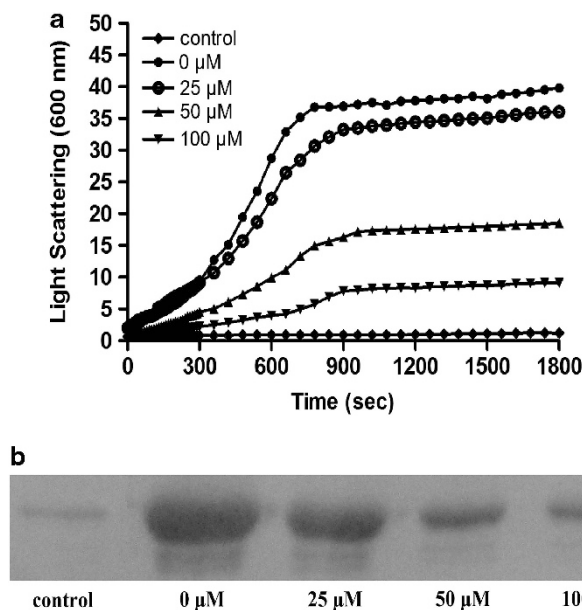 a
Light Scattering (600 nm)
50
45
40
35
30
25
20
15
10
5
0
control
0 µM
25 µM
50 µM
100 µM
0 300 600 900 1200 1500 1800
Time (sec)
b
control 0 µM 25 µM 50 µM 10